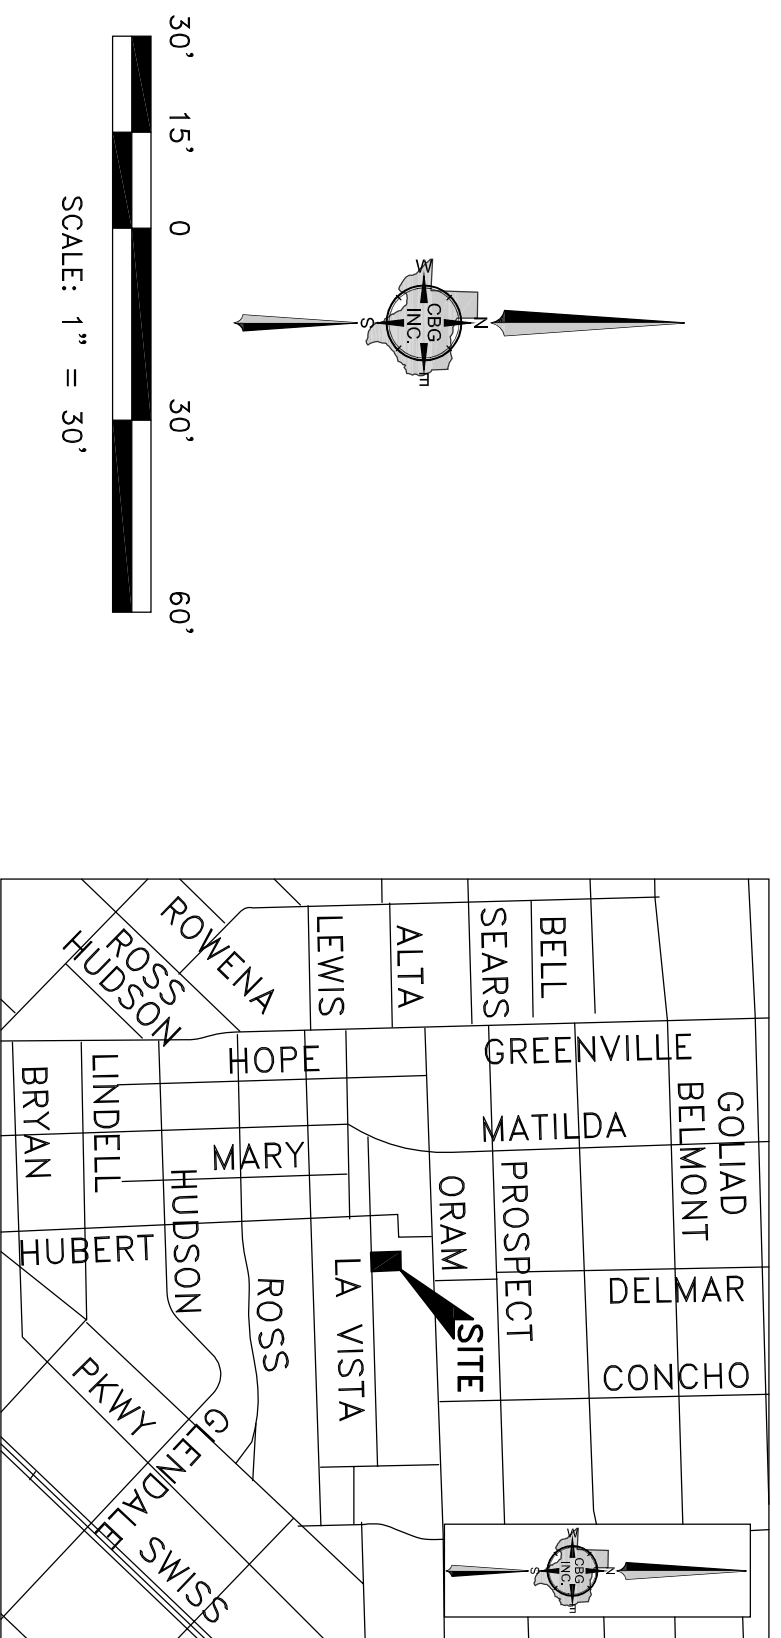 30' 15' 0 30' 60'
SCALE: 1" = 30'
N
W
CBG
INC.
E
S
GOLIAD
BELMONT
BELL
SEARS
ALTA
LEWIS
ROWENA
ROSS
HUDSON
GREENVILLE
HOPE
MATILDA
MARY
LINDELL
BRYAN
HUDSON
HUBERT
PROSPECT
ORAM
DELMAR
CONCHO
SITE
LA VISTA
ROSS
PKWY
GLENDALE
SWISS
N
W
CBG
INC.
E
S